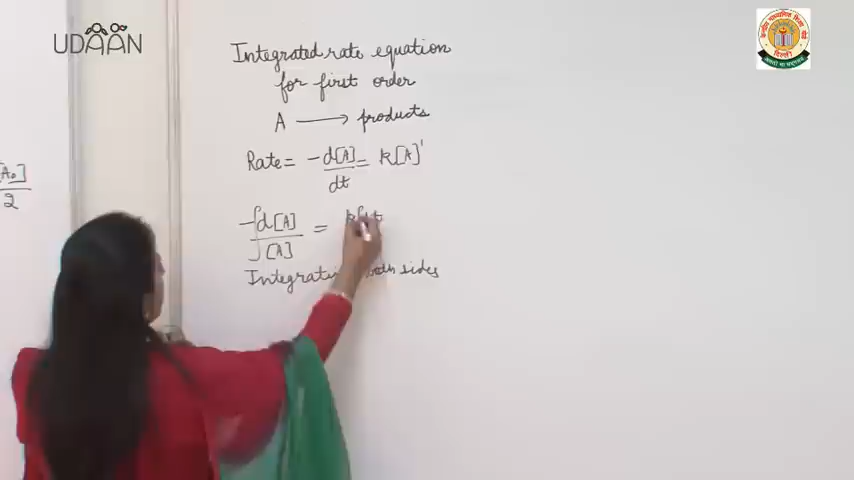 UDAAN
Integrated rate equation
for first order
A ⟶ products
Rate = -d[A]/dt = k[A]¹
[A₀]/2
-∫d[A]/[A] = k∫dt
Integrating both sides